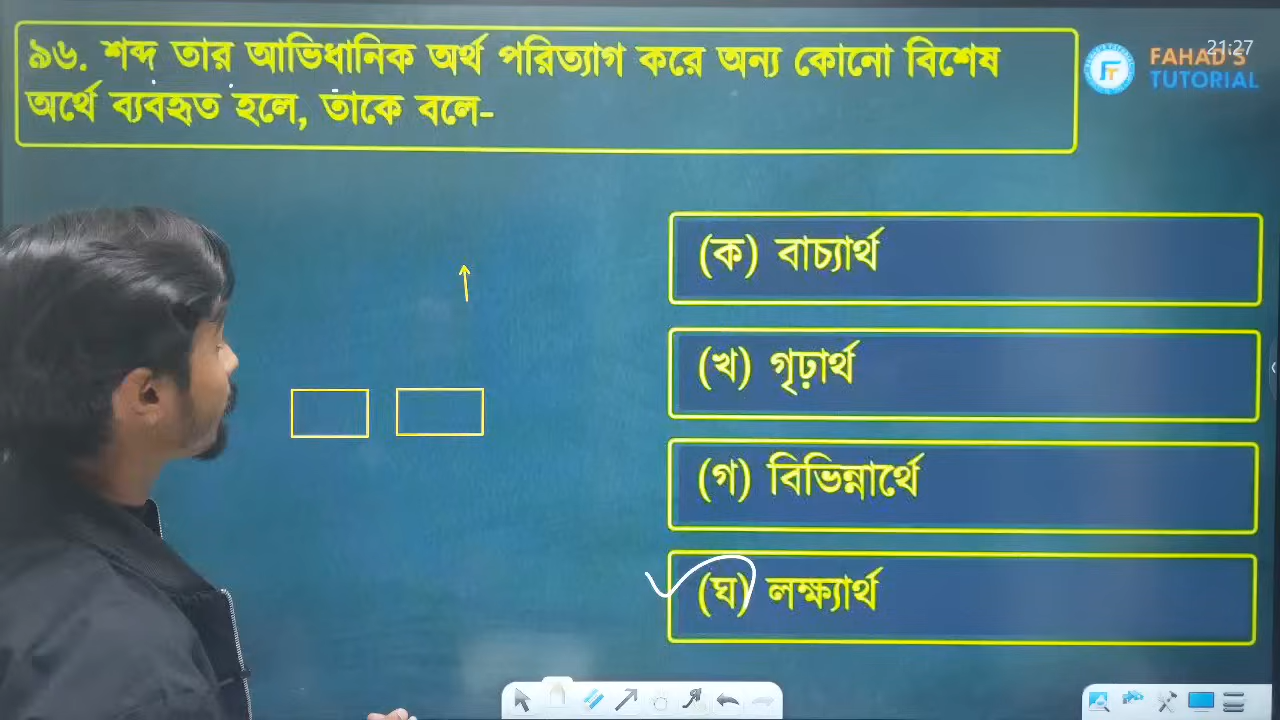 ৯৬. শব্দ তার আভিধানিক অর্থ পরিত্যাগ করে অন্য কোনো বিশেষ
অর্থে ব্যবহৃত হলে, তাকে বলে-
21:27
FAHAD'S
TUTORIAL
(ক) বাচ্যার্থ
(খ) গৃঢ়ার্থ
(গ) বিভিন্নার্থে
(ঘ) লক্ষ্যার্থ